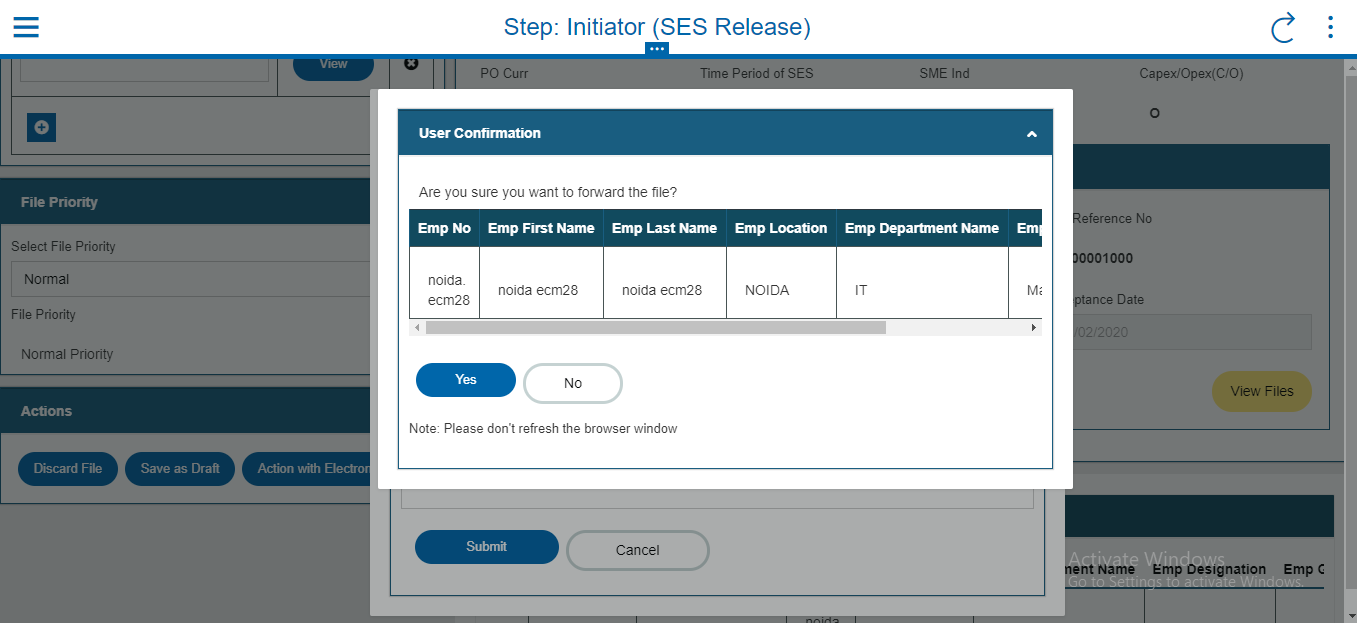 Step: Initiator (SES Release)
View
PO Curr
Time Period of SES
SME Ind
Capex/Opex(C/O)
O
File Priority
Select File Priority
Normal
File Priority
Normal Priority
Actions
Discard File
Save as Draft
Action with Electron
User Confirmation
Are you sure you want to forward the file?
Emp No Emp First Name Emp Last Name Emp Location Emp Department Name Emp
noida.
ecm28
noida ecm28
noida ecm28
NOIDA
IT
Ma
Yes
No
Note: Please don't refresh the browser window
Submit
Cancel
Reference No
00001000
ptance Date
/02/2020
View Files
Activate Windows
Go to Settings to activate Windows.
ment Name Emp Designation Emp G
noida